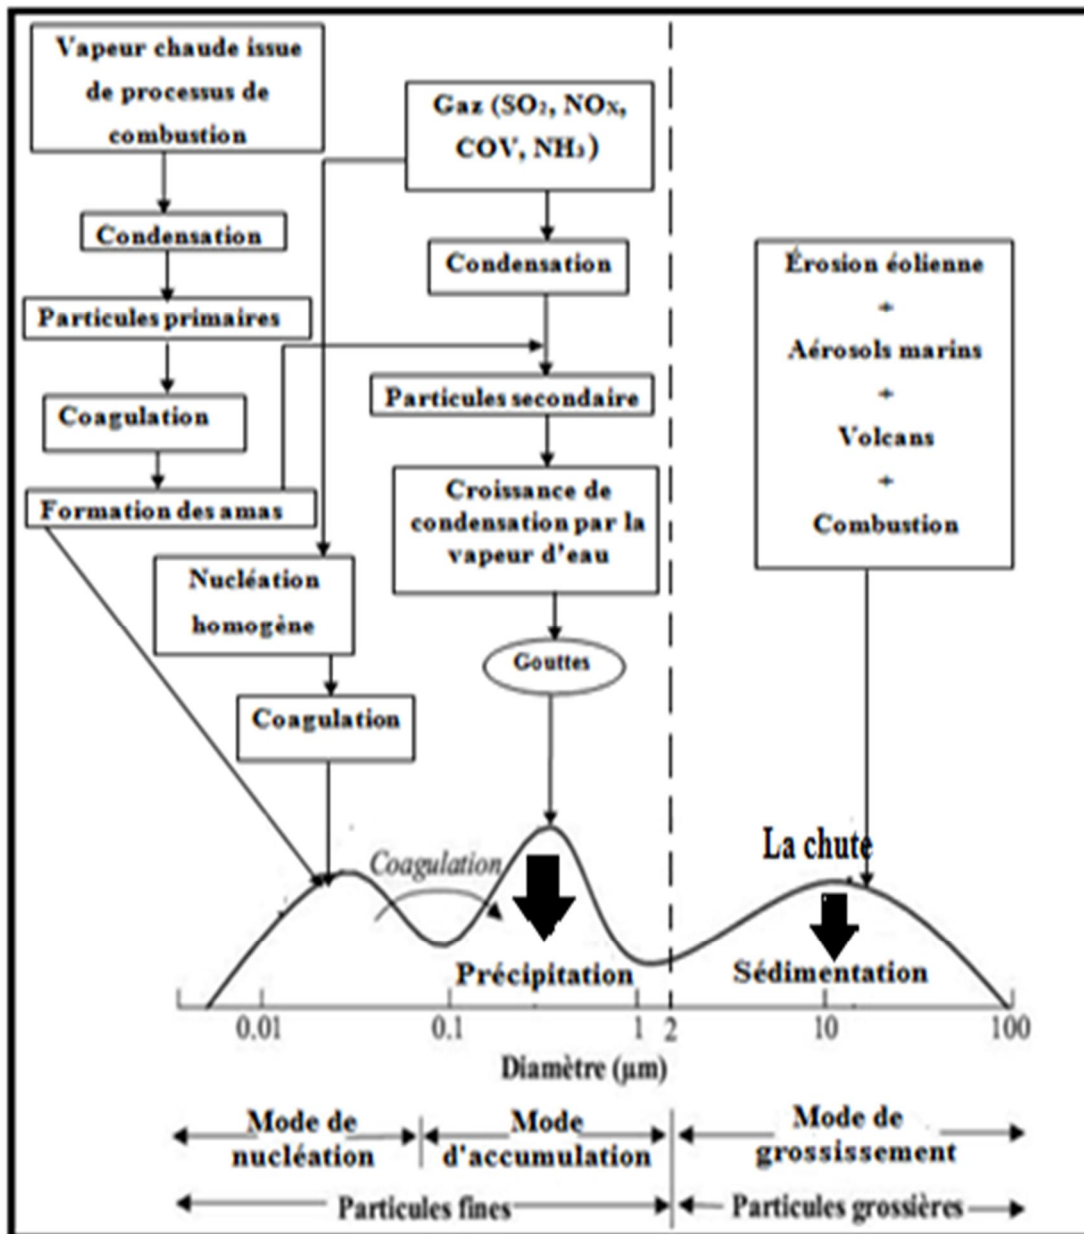 Vapeur chaude issue
de processus de
combustion
Condensation
Particules primaires
Coagulation
Formation des amas
Gaz (SO₂, NOx,
COV, NH₃)
Condensation
Particules secondaire
Croissance de
condensation par la
vapeur d'eau
Gouttes
Nucléation
homogène
Coagulation
Érosion éolienne
+
Aérosols marins
+
Volcans
+
Combustion
Coagulation
La chute
Précipitation
Sédimentation
0.01 0.1 1 2 10 100
Diamètre (µm)
Mode de
nucléation
Mode
d'accumulation
Mode de
grossissement
Particules fines
Particules grossières